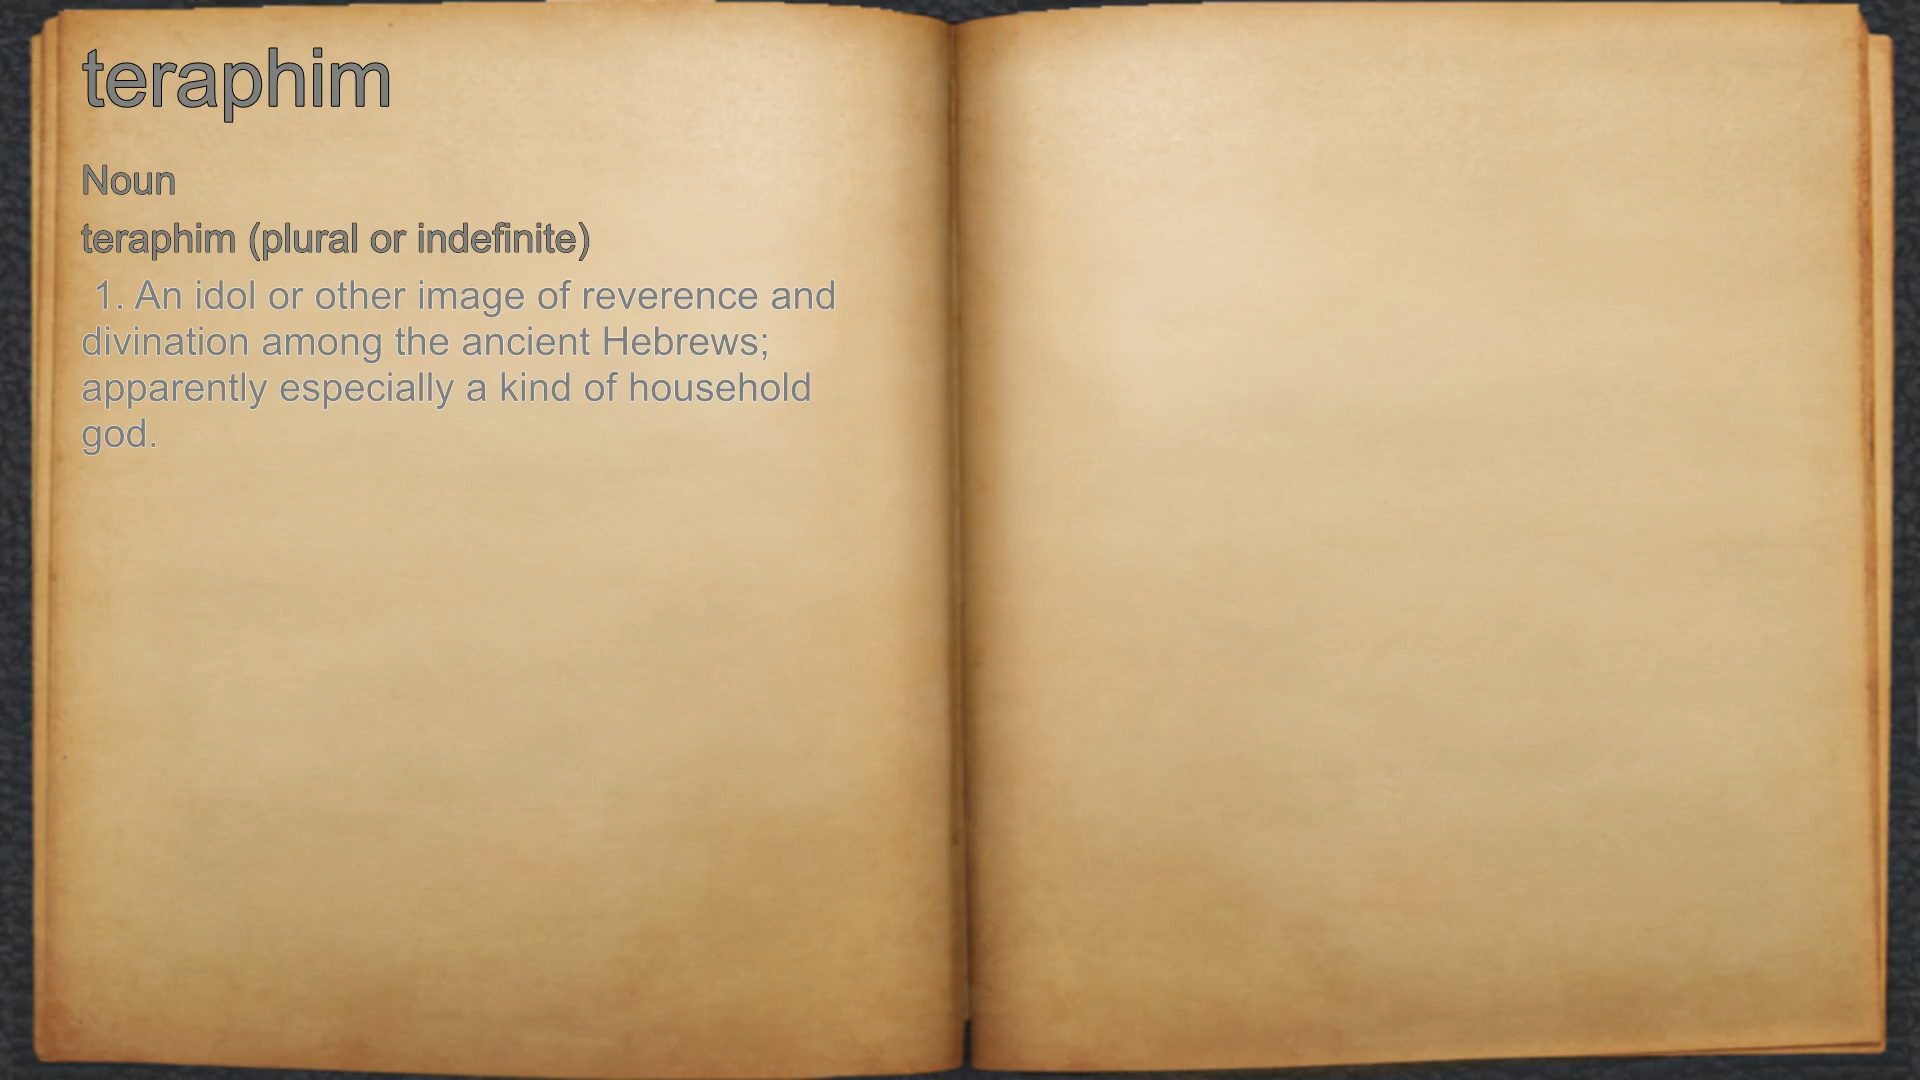 teraphim
Noun
teraphim (plural or indefinite)
1. An idol or other image of reverence and
divination among the ancient Hebrews;
apparently especially a kind of household
god.